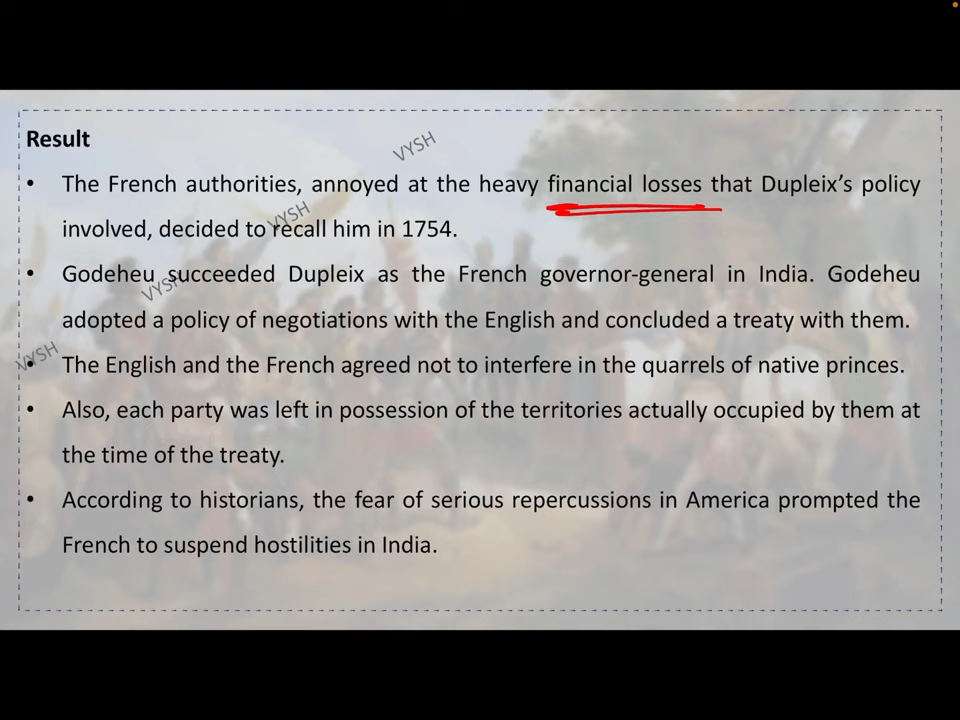 Result
• The French authorities, annoyed at the heavy financial losses that Dupleix’s policy
involved, decided to recall him in 1754.
• Godeheu succeeded Dupleix as the French governor-general in India. Godeheu
adopted a policy of negotiations with the English and concluded a treaty with them.
• The English and the French agreed not to interfere in the quarrels of native princes.
• Also, each party was left in possession of the territories actually occupied by them at
the time of the treaty.
• According to historians, the fear of serious repercussions in America prompted the
French to suspend hostilities in India.
VYSH
VYSH
VYSH
VYSH